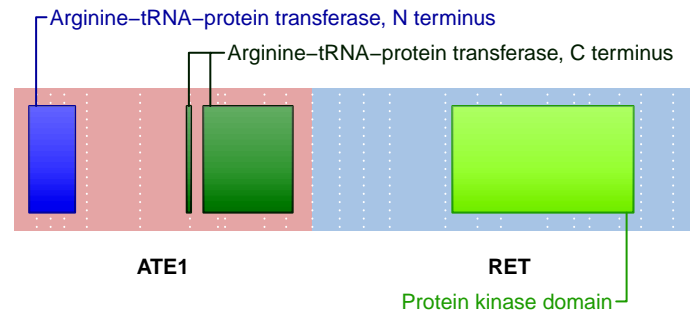 Arginine−tRNA−protein transferase, N terminus
Arginine−tRNA−protein transferase, C terminus
ATE1 RET
Protein kinase domain